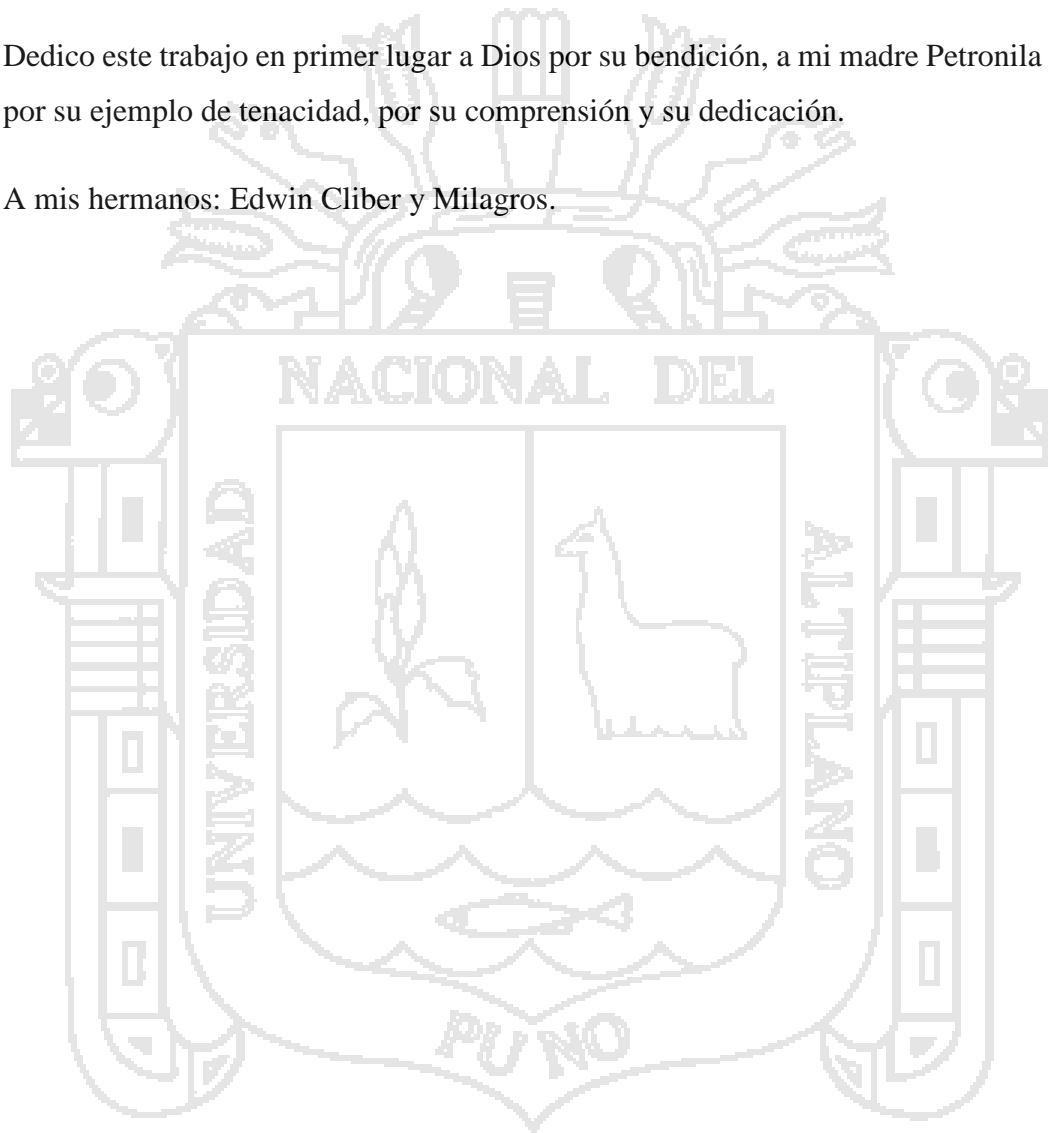 Dedico este trabajo en primer lugar a Dios por su bendición, a mi madre Petronila
por su ejemplo de tenacidad, por su comprensión y su dedicación.
A mis hermanos: Edwin Cliber y Milagros.
NACIONAL DEL
UNIVERSIDAD
ALTIPLANO
PUNO